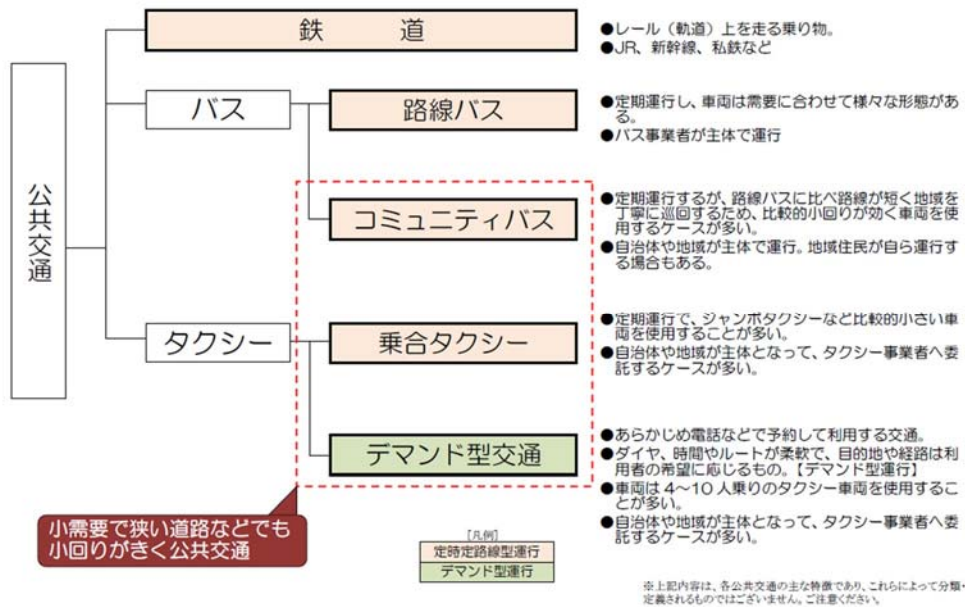 鉄 道
●レール（軌道）上を走る乗り物。
●JR、新幹線、私鉄など
公共交通
バス
路線バス
●定期運行し、車両は需要に合わせて様々な形態があ
る。
●バス事業者が主体で運行
コミュニティバス
●定期運行するが、路線バスに比べ路線が短く地域を
丁寧に巡回するため、比較的小回りが効く車両を使
用するケースが多い。
●自治体や地域が主体で運行。地域住民が自ら運行す
る場合もある。
タクシー
乗合タクシー
●定期運行で、ジャンボタクシーなど比較的小さい車
両を使用することが多い。
●自治体や地域が主体となって、タクシー事業者へ委
託するケースが多い。
デマンド型交通
●あらかじめ電話などで予約して利用する交通。
●ダイヤ、時間やルートが柔軟で、目的地や経路は利
用者の希望に応じるもの。【デマンド型運行】
●車両は4～10人乗りのタクシー車両を使用するこ
とが多い。
●自治体や地域が主体となって、タクシー事業者へ委
託するケースが多い。
小需要で狭い道路などでも
小回りがきく公共交通
[凡例]
定時定路線型運行
デマンド型運行
※上記内容は、各公共交通の主な特徴であり、これらによって分類・
定義されるものではございません。ご注意ください。